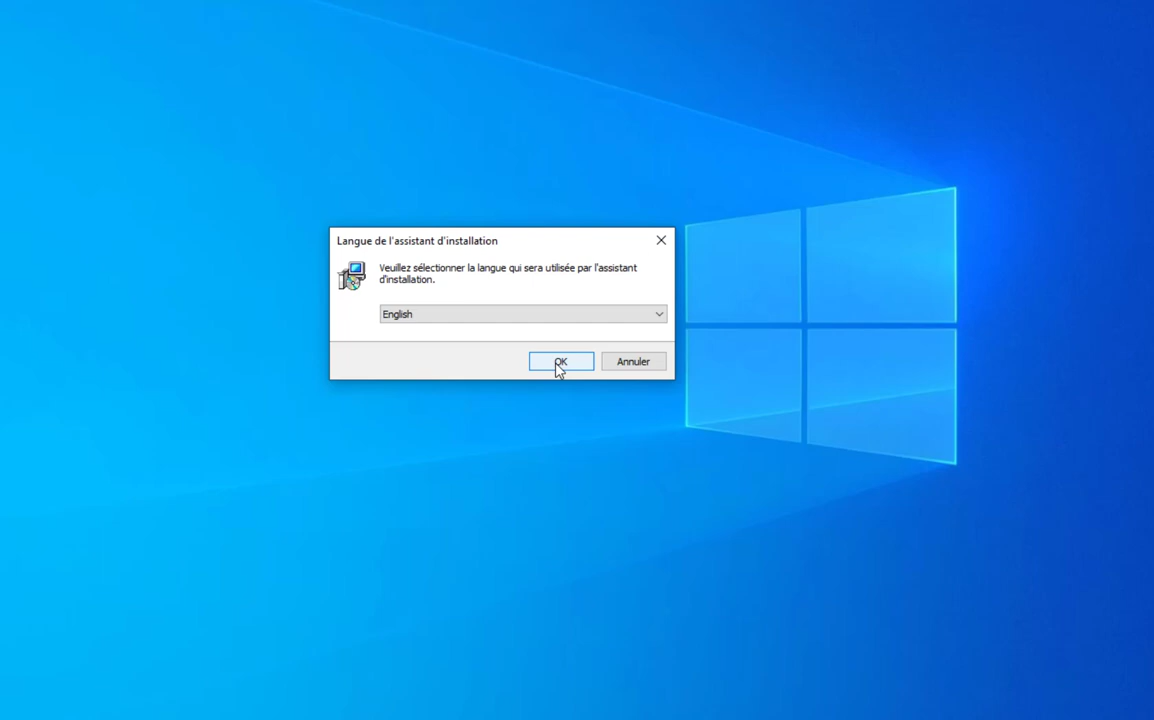 Langue de l'assistant d'installation
Veuillez sélectionner la langue qui sera utilisée par l'assistant
d'installation.
English
OK
Annuler